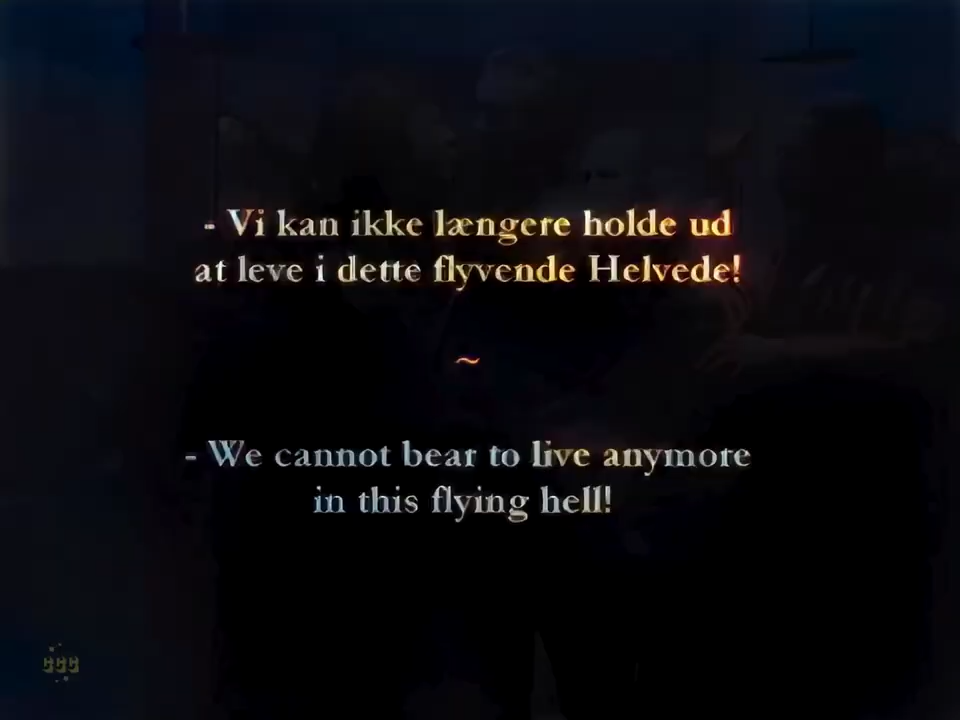 - Vi kan ikke længere holde ud
at leve i dette flyvende Helvede!
~
- We cannot bear to live anymore
in this flying hell!
CCC